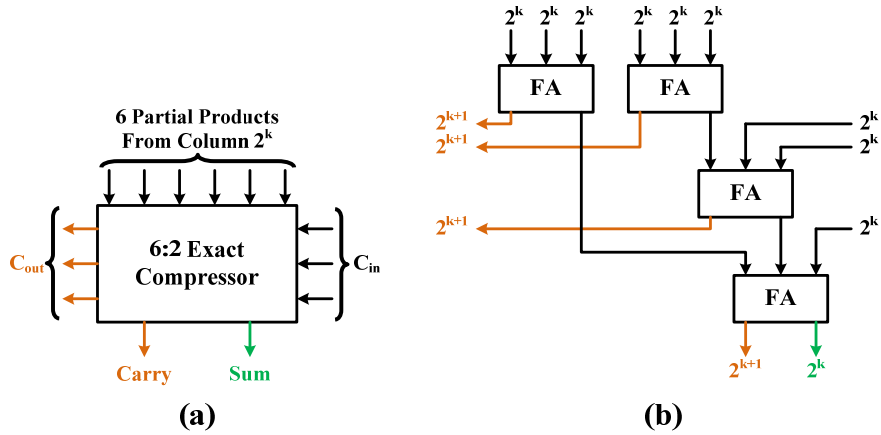 6 Partial Products
From Column 2^k
C_out
6:2 Exact
Compressor
C_in
Carry
Sum
(a)
2^k 2^k 2^k 2^k 2^k 2^k
FA FA
2^{k+1}
2^k
2^{k+1}
2^k
FA
2^{k+1}
2^k
FA
2^{k+1} 2^k
(b)